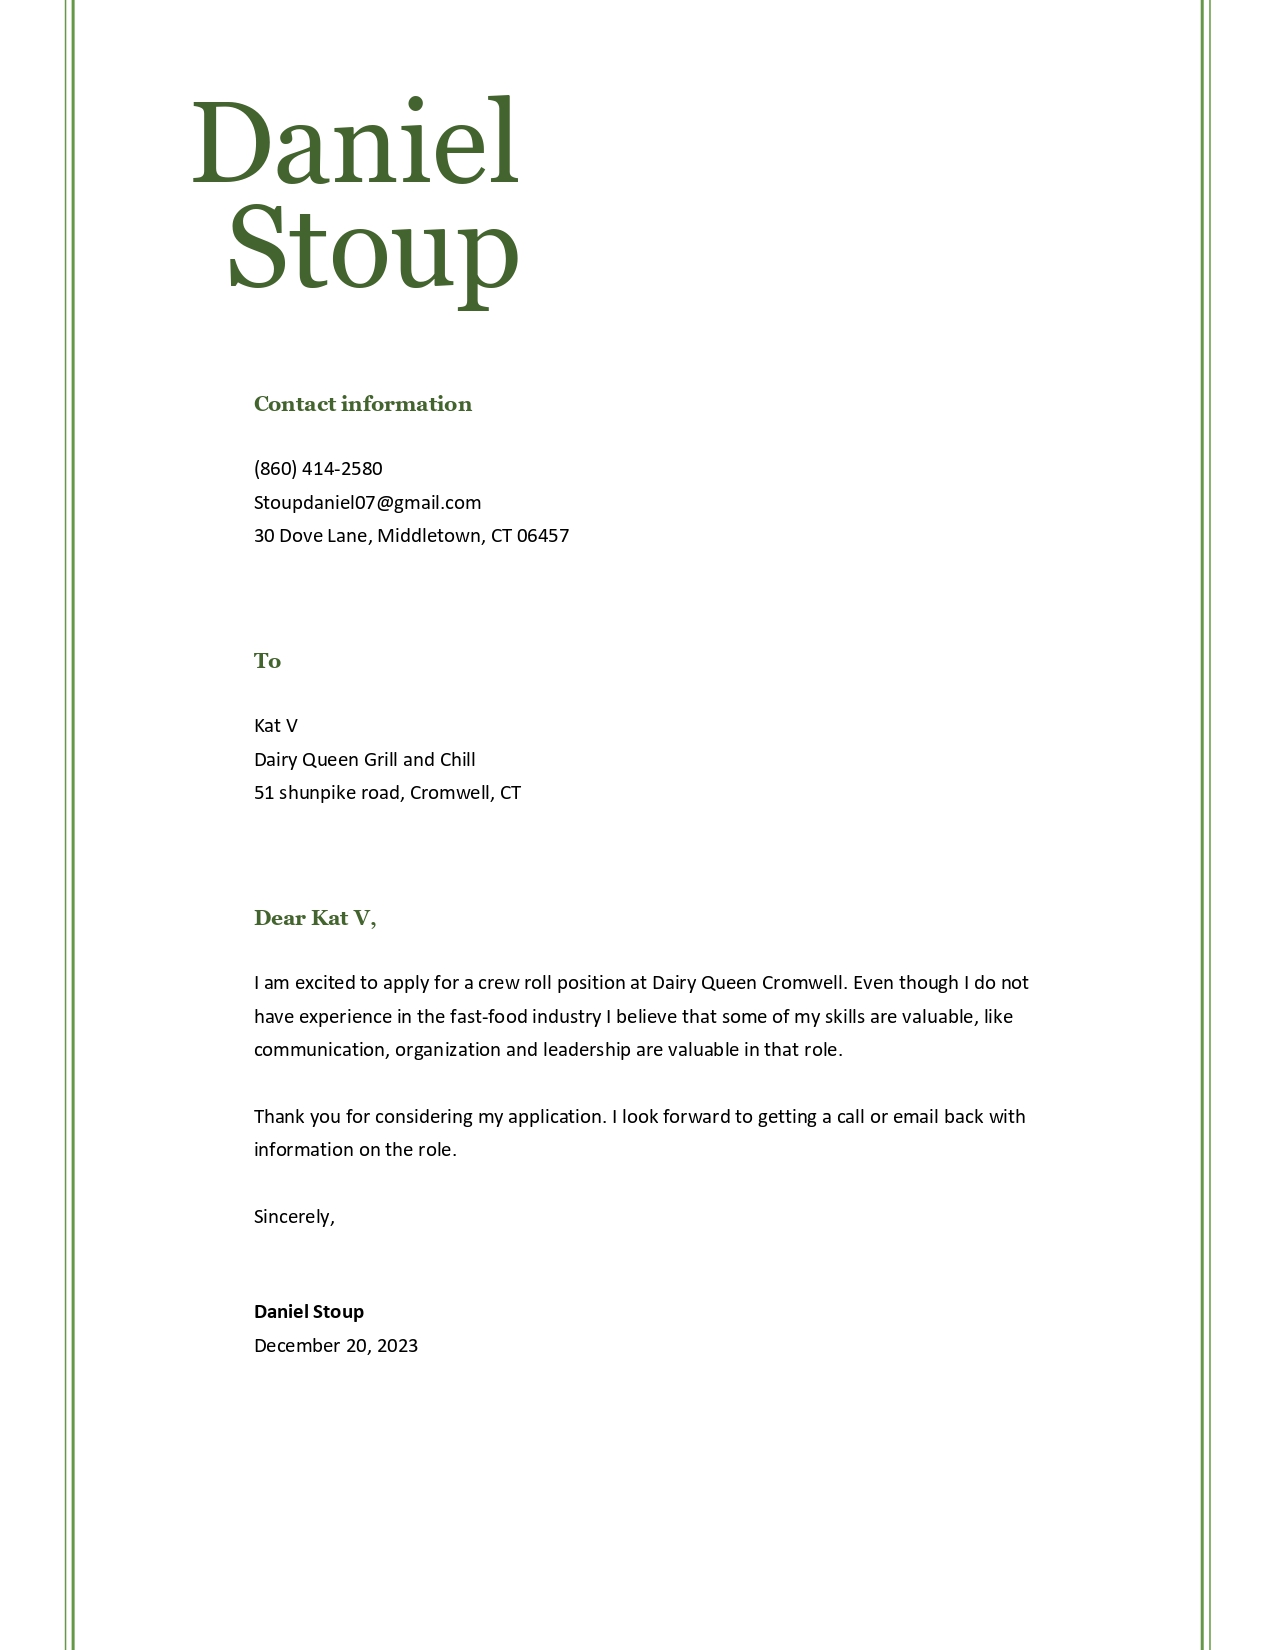 Daniel
Stoup
Contact information
(860) 414-2580
Stoupdaniel07@gmail.com
30 Dove Lane, Middletown, CT 06457
To
Kat V
Dairy Queen Grill and Chill
51 shunpike road, Cromwell, CT
Dear Kat V,
I am excited to apply for a crew roll position at Dairy Queen Cromwell. Even though I do not
have experience in the fast-food industry I believe that some of my skills are valuable, like
communication, organization and leadership are valuable in that role.
Thank you for considering my application. I look forward to getting a call or email back with
information on the role.
Sincerely,
Daniel Stoup
December 20, 2023